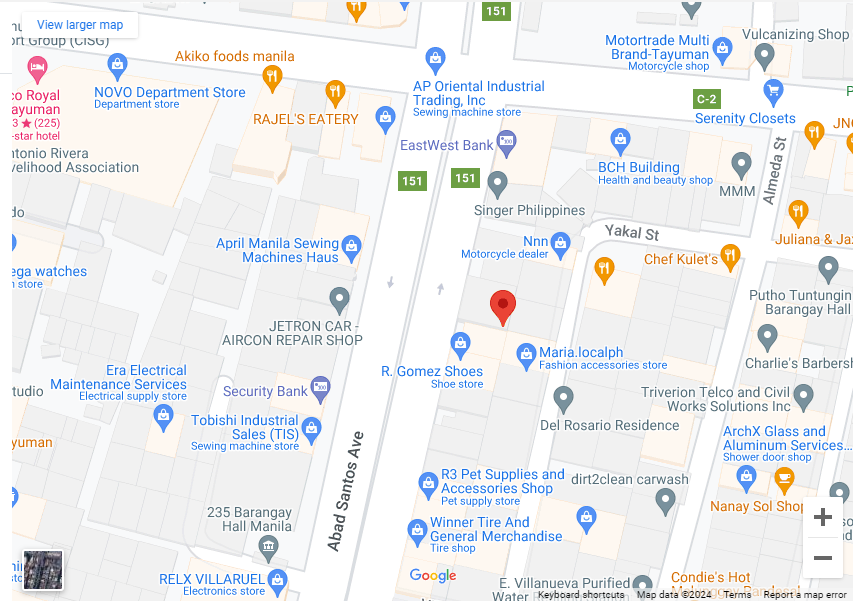 View larger map
ort Group (CISG)
151
Akiko foods manila
NOVO Department Store
Department store
co Royal
ayuman
3 ★ (225)
-star hotel
RAJEL'S EATERY
AP Oriental Industrial
Trading, Inc
Sewing machine store
Motortrade Multi
Brand-Tayuman
Motorcycle shop
Vulcanizing Shop
C-2
Serenity Closets
EastWest Bank
BCH Building
Health and beauty shop
MMM
Almeda St
ntonio Rivera
velihood Association
151
151
Singer Philippines
Yakal St
Juliana & Jaz
April Manila Sewing
Machines Haus
Nnn
Motorcycle dealer
Chef Kulet's
ega watches
n store
Putho Tuntungin
Barangay Hall
JETRON CAR -
AIRCON REPAIR SHOP
Charlie's Barbersh
R. Gomez Shoes
Shoe store
Maria.localph
Fashion accessories store
Era Electrical
Maintenance Services
Electrical supply store
Security Bank
tudio
Triverion Telco and Civil
Works Solutions Inc
Tobishi Industrial
Sales (TIS)
Sewing machine store
Del Rosario Residence
ArchX Glass and
Aluminum Services...
Shower door shop
yuman
Abad Santos Ave
R3 Pet Supplies and
Accessories Shop
Pet supply store
dirt2clean carwash
Nanay Sol Shop
235 Barangay
Hall Manila
Winner Tire And
General Merchandise
Tire shop
RELX VILLARUEL
Electronics store
Google
E. Villanueva Purified
Water
Condie's Hot
Keyboard shortcuts
Map data ©2024
Terms
Report a map error